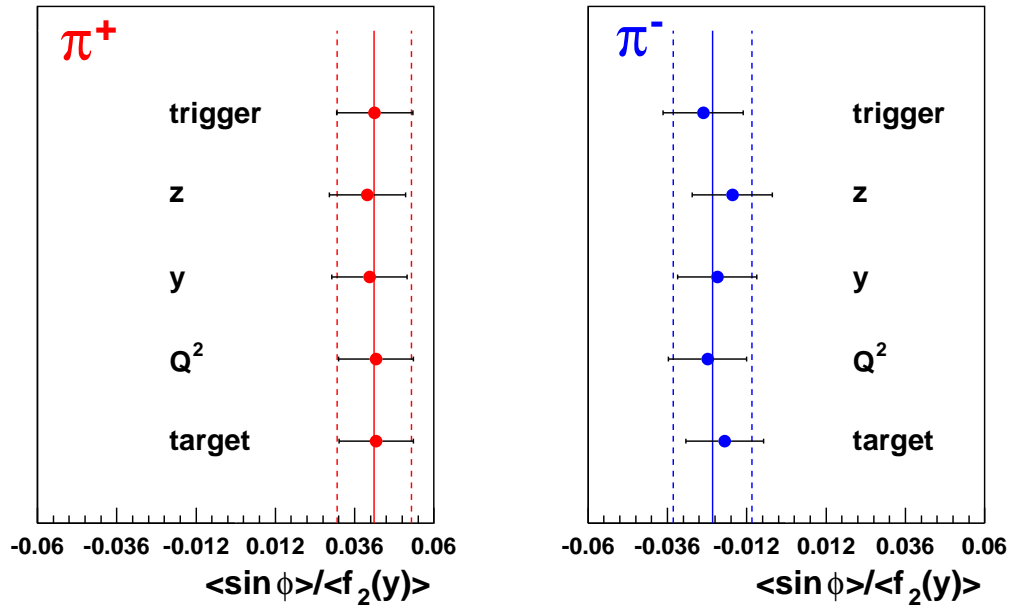 π+
trigger
z
y
Q2
target
-0.06 -0.036 -0.012 0.012 0.036 0.06
<sin ϕ>/<f2(y)>
π-
trigger
z
y
Q2
target
-0.06 -0.036 -0.012 0.012 0.036 0.06
<sin ϕ>/<f2(y)>